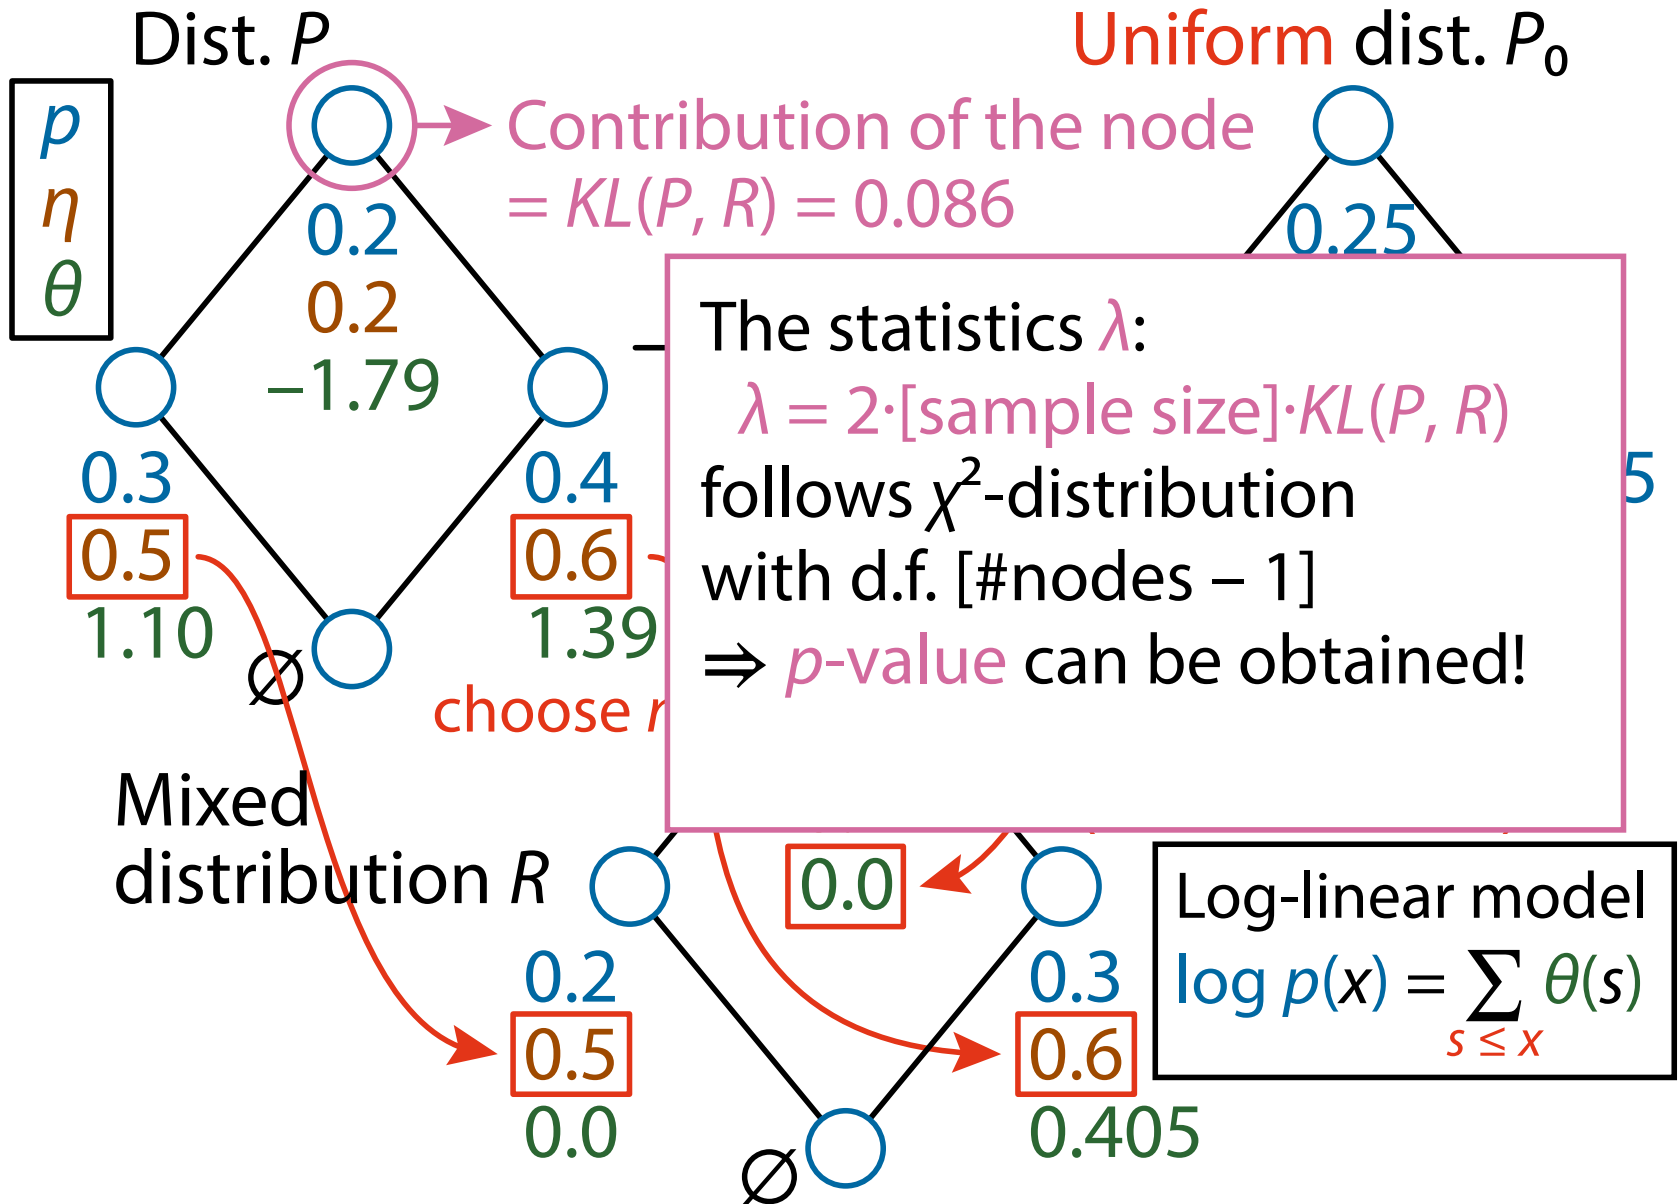 Dist. P
Uniform dist. P₀
p
η
θ
Contribution of the node
= KL(P, R) = 0.086
0.2
0.2
–1.79
0.25
0.3
0.5
1.10
0.4
0.6
1.39
5
∅
choose
The statistics λ:
λ = 2·[sample size]·KL(P, R)
follows χ²-distribution
with d.f. [#nodes – 1]
⇒ p-value can be obtained!
Mixed
distribution R
0.0
0.2
0.5
0.0
0.3
0.6
0.405
∅
Log-linear model
log p(x) = ∑ θ(s)
s ≤ x